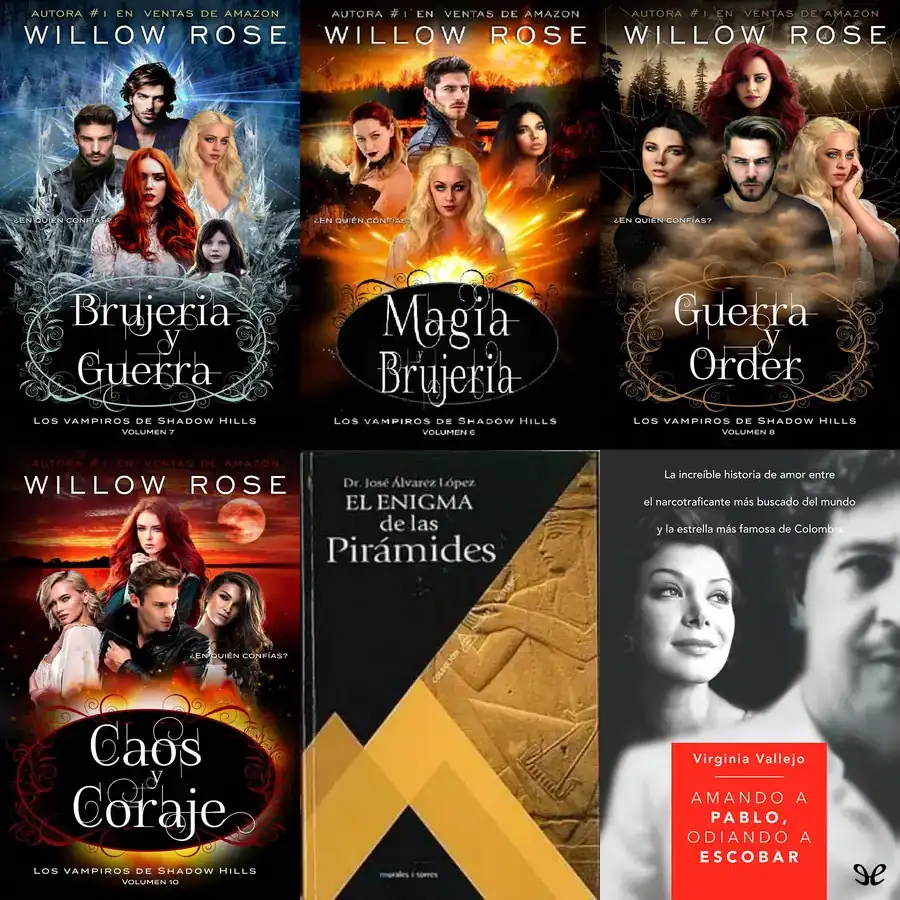 AUTORA #1 EN VENTAS DE AMAZON
WILLOW ROSE
¿EN QUIÉN CONFÍAS?
Brujeria
y
Guerra
LOS VAMPIROS DE SHADOW HILLS
VOLUMEN 7
AUTORA #1 EN VENTAS DE AMAZON
WILLOW ROSE
¿EN QUIÉN CONFÍAS?
Magia
y
Brujeria
LOS VAMPIROS DE SHADOW HILLS
VOLUMEN 6
AUTORA #1 EN VENTAS DE AMAZON
WILLOW ROSE
¿EN QUIÉN CONFÍAS?
Guerra
y
Order
LOS VAMPIROS DE SHADOW HILLS
VOLUMEN 8
AUTORA #1 EN VENTAS DE AMAZON
WILLOW ROSE
¿EN QUIÉN CONFÍAS?
Caos
y
Coraje
LOS VAMPIROS DE SHADOW HILLS
VOLUMEN 10
Dr. José Álvarez López
EL ENIGMA
de las
Pirámides
COLECCIÓN
morales i torres
La increíble historia de amor entre
el narcotraficante más buscado del mundo
y la estrella más famosa de Colombia
Virginia Vallejo
AMANDO A
PABLO,
ODIANDO A
ESCOBAR